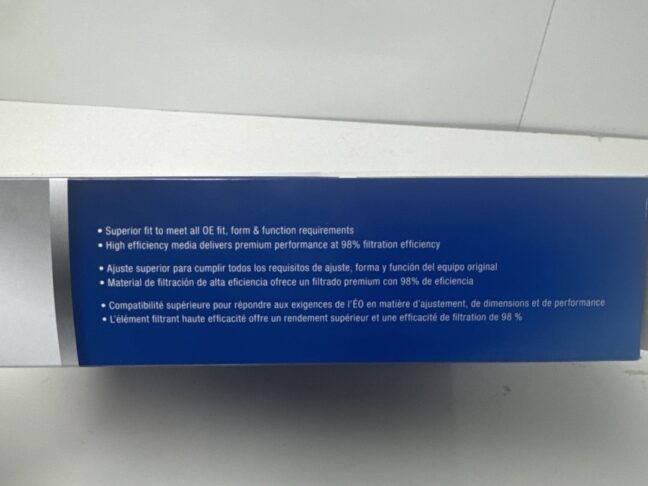 • Superior fit to meet all OE fit, form & function requirements
• High efficiency media delivers premium performance at 98% filtration efficiency
• Ajuste superior para cumplir todos los requisitos de ajuste, forma y función del equipo original
• Material de filtración de alta eficiencia ofrece un filtrado premium con 98% de eficiencia
• Compatibilité supérieure pour répondre aux exigences de l'ÉO en matière d'ajustement, de dimensions et de performance
• L'élément filtrant haute efficacité offre un rendement supérieur et une efficacité de filtration de 98 %